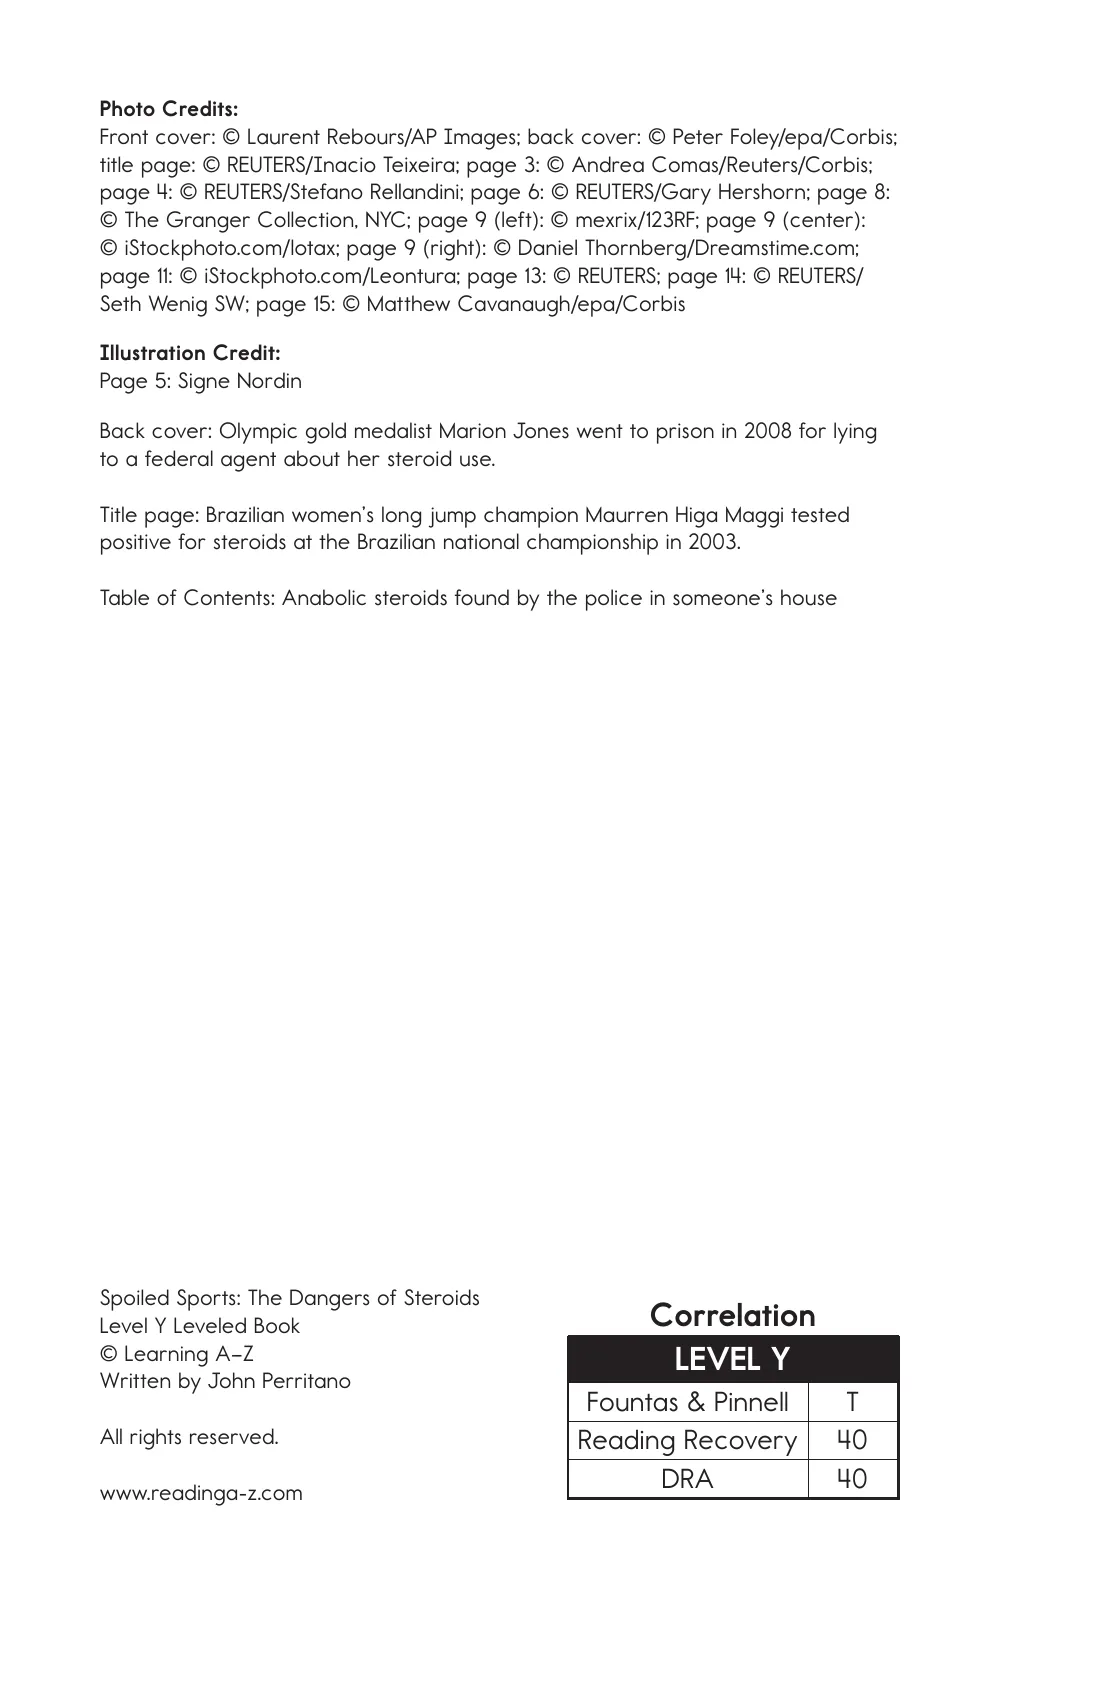 Photo Credits:
Front cover: © Laurent Rebours/AP Images; back cover: © Peter Foley/epa/Corbis;
title page: © REUTERS/Inacio Teixeira; page 3: © Andrea Comas/Reuters/Corbis;
page 4: © REUTERS/Stefano Rellandini; page 6: © REUTERS/Gary Hershorn; page 8:
© The Granger Collection, NYC; page 9 (left): © mexrix/123RF; page 9 (center):
© iStockphoto.com/lotax; page 9 (right): © Daniel Thornberg/Dreamstime.com;
page 11: © iStockphoto.com/Leontura; page 13: © REUTERS; page 14: © REUTERS/
Seth Wenig SW; page 15: © Matthew Cavanaugh/epa/Corbis
Illustration Credit:
Page 5: Signe Nordin
Back cover: Olympic gold medalist Marion Jones went to prison in 2008 for lying
to a federal agent about her steroid use.
Title page: Brazilian women's long jump champion Maurren Higa Maggi tested
positive for steroids at the Brazilian national championship in 2003.
Table of Contents: Anabolic steroids found by the police in someone's house
Spoiled Sports: The Dangers of Steroids
Level Y Leveled Book
© Learning A–Z
Written by John Perritano
All rights reserved.
www.readinga-z.com
Correlation
LEVEL Y
Fountas & Pinnell T
Reading Recovery 40
DRA 40